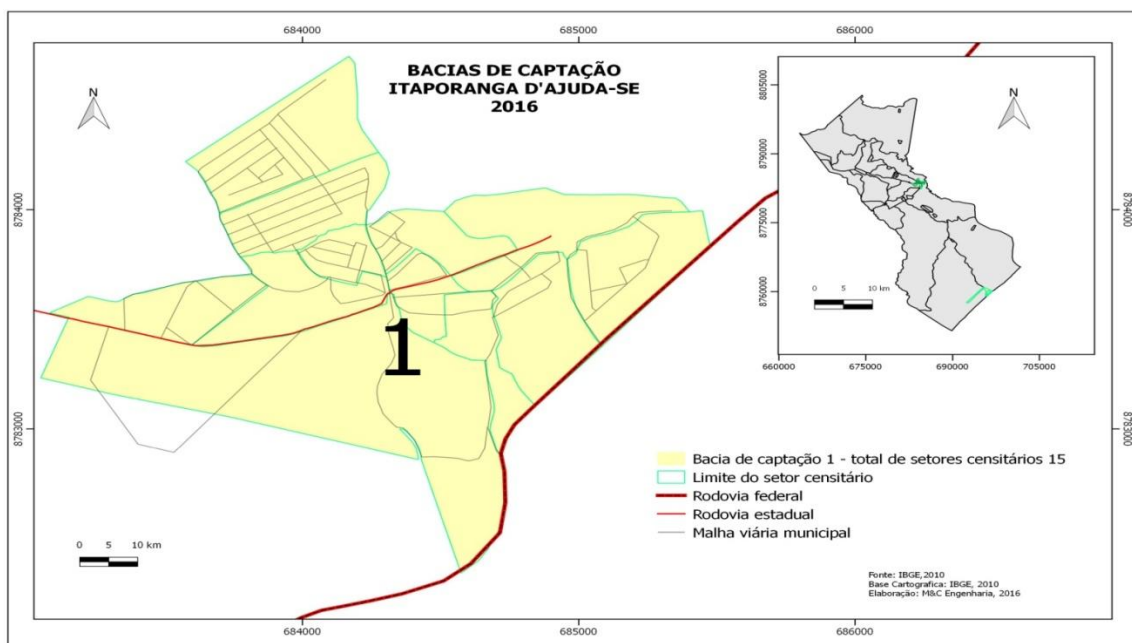 684000
685000
686000
BACIAS DE CAPTAÇÃO
ITAPORANGA D'AJUDA-SE
2016
N
N
8805000
8790000
8775000
8760000
0 5 10 km
660000
675000
690000
705000
8784000
8784000
1
8783000
8783000
Bacia de captação 1 - total de setores censitários 15
Limite do setor censitário
Rodovia federal
Rodovia estadual
Malha viária municipal
0 5 10 km
Fonte: IBGE,2010
Base Cartografica: IBGE, 2010
Elaboração: M&C Engenharia, 2016
684000
685000
686000